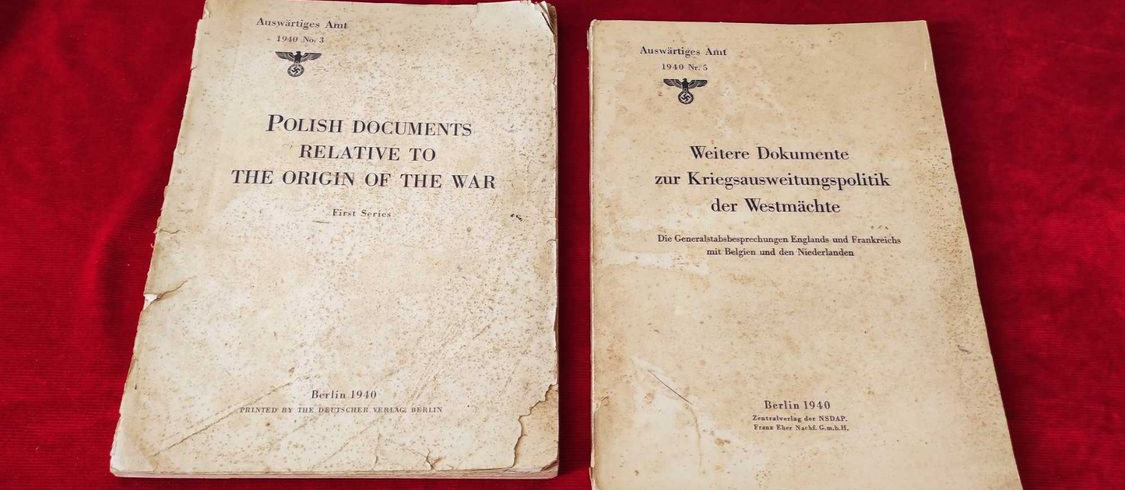 Auswärtiges Amt
1940 No. 3
POLISH DOCUMENTS
RELATIVE TO
THE ORIGIN OF THE WAR
First Series
Berlin 1940
PRINTED BY THE DEUTSCHER VERLAG, BERLIN
Auswärtiges Amt
1940 Nr. 5
Weitere Dokumente
zur Kriegsausweitungspolitik
der Westmächte
Die Generalstabsbesprechungen Englands und Frankreichs
mit Belgien und den Niederlanden
Berlin 1940
Zentralverlag der NSDAP.
Franz Eher Nachf. G.m.b.H.